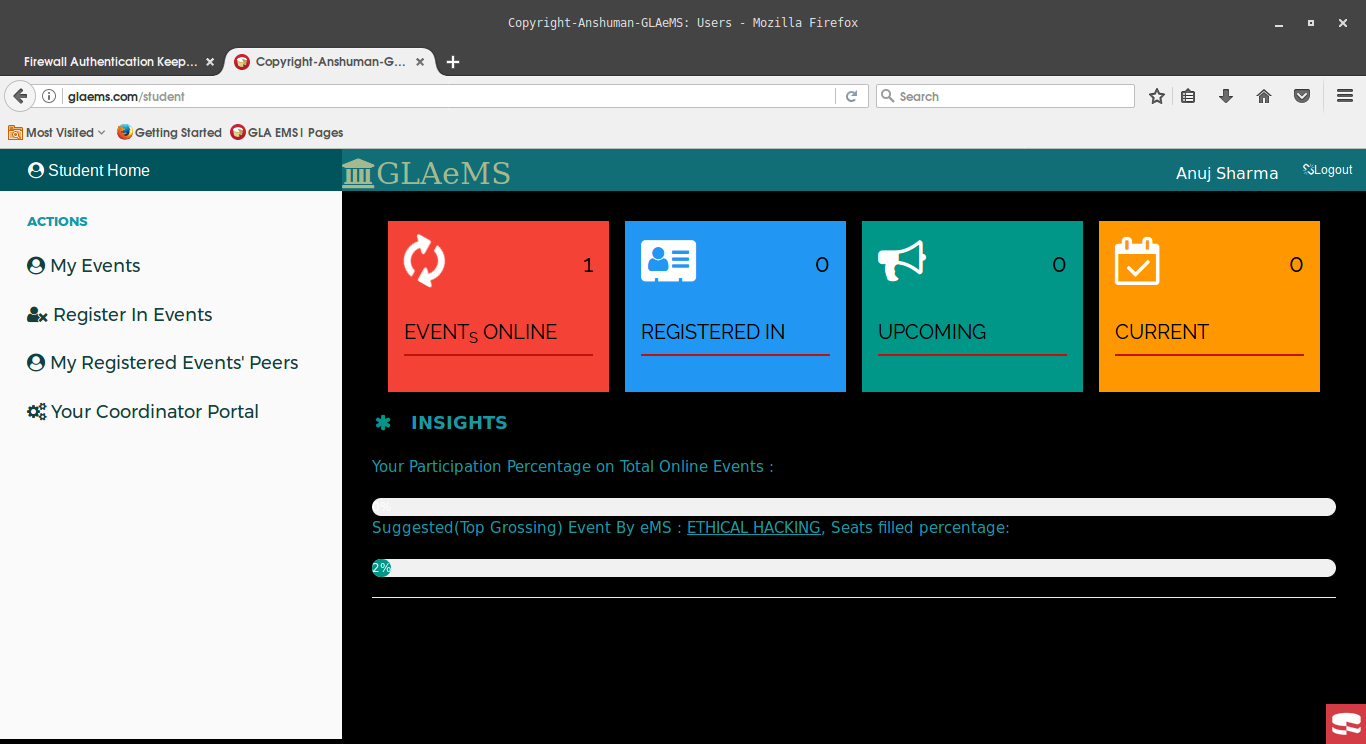 Copyright-Anshuman-GLAeMS: Users - Mozilla Firefox
Firewall Authentication Keep... Copyright-Anshuman-G...
glaems.com/student Search
Most Visited Getting Started GLA EMS| Pages
Student Home GLAeMS Anuj Sharma Logout
ACTIONS
My Events
Register In Events
My Registered Events' Peers
Your Coordinator Portal
1 0 0 0
EVENTS ONLINE REGISTERED IN UPCOMING CURRENT
INSIGHTS
Your Participation Percentage on Total Online Events :
Suggested(Top Grossing) Event By eMS : ETHICAL HACKING, Seats filled percentage:
2%